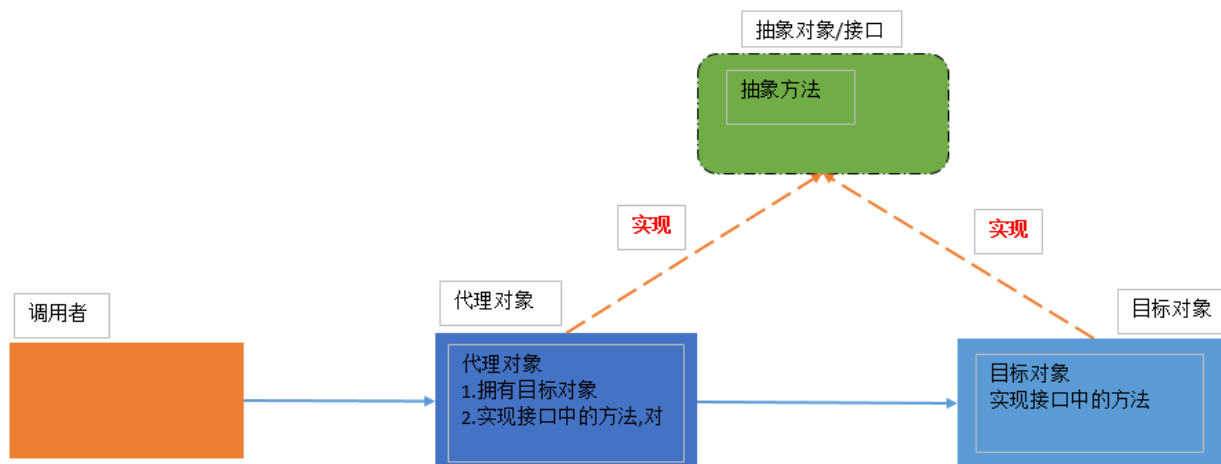 抽象对象/接口
抽象方法
实现
实现
调用者
代理对象
目标对象
代理对象
1.拥有目标对象
2.实现接口中的方法,对
目标对象
实现接口中的方法